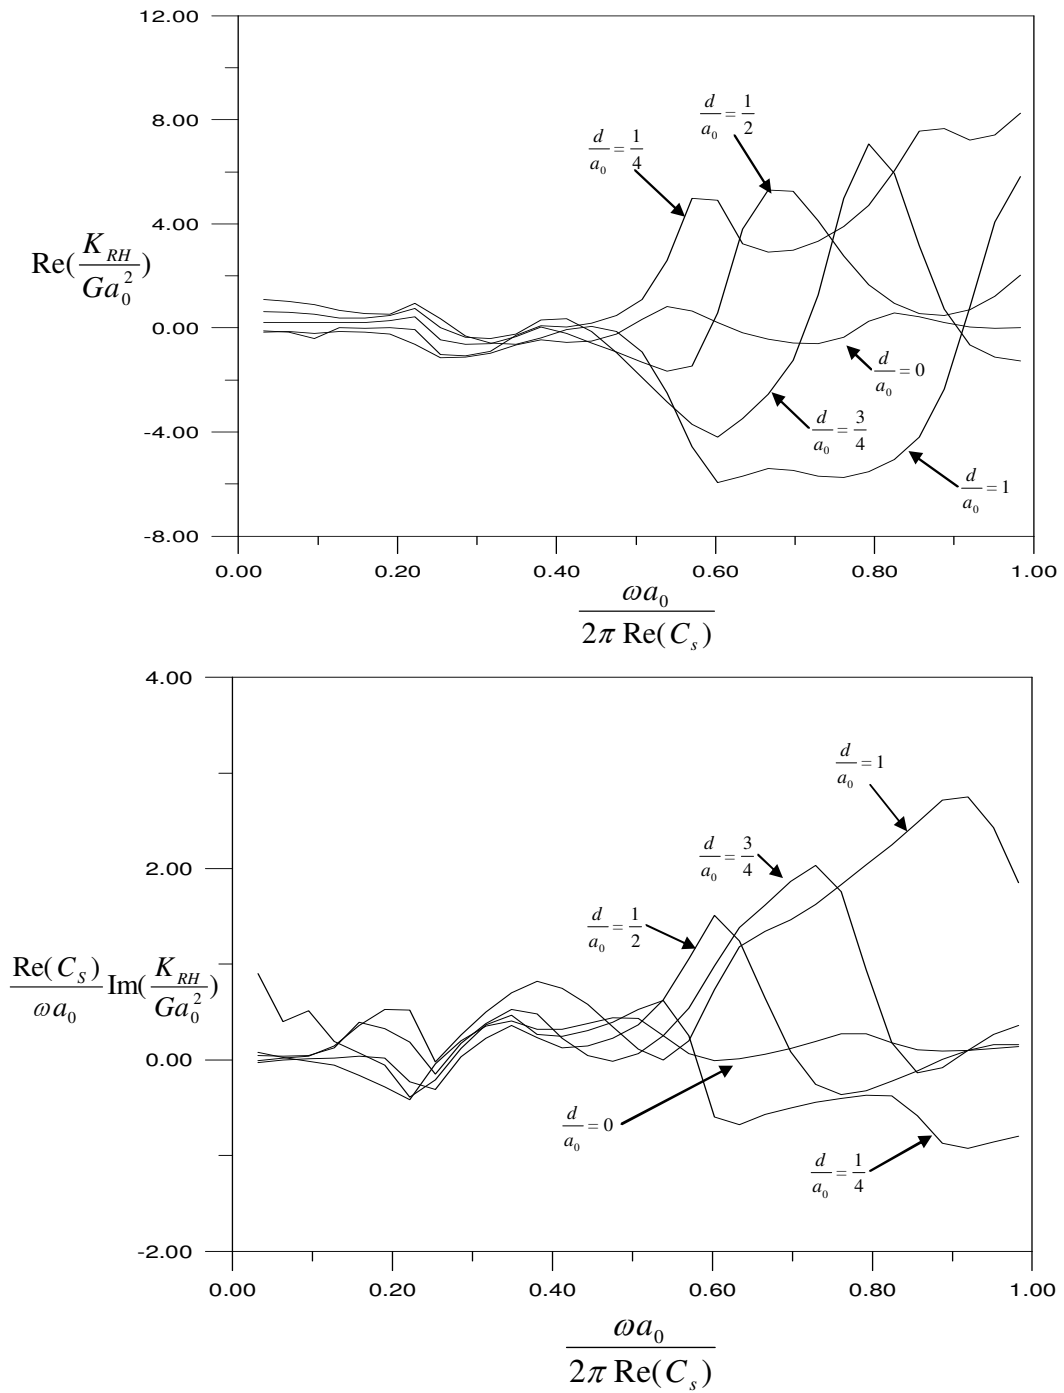 12.00
8.00
4.00
0.00
-4.00
-8.00
Re(K_RH/Ga_0^2)
d/a_0 = 1/4
d/a_0 = 1/2
d/a_0 = 0
d/a_0 = 3/4
d/a_0 = 1
0.00 0.20 0.40 0.60 0.80 1.00
ωa_0
2π Re(C_s)
4.00
2.00
0.00
-2.00
Re(C_S)/ωa_0 Im(K_RH/Ga_0^2)
d/a_0 = 1
d/a_0 = 3/4
d/a_0 = 1/2
d/a_0 = 0
d/a_0 = 1/4
0.00 0.20 0.40 0.60 0.80 1.00
ωa_0
2π Re(C_s)